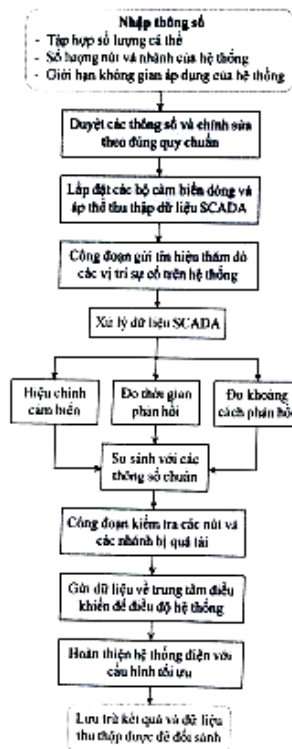 Nhập thông số
- Tập hợp số lượng cá thể
- Số lượng nút và nhánh của hệ thống
- Giới hạn không gian áp dụng của hệ thống
Duyệt các thông số và chỉnh sửa
theo đúng quy chuẩn
Lắp đặt các bộ cảm biến dòng và
áp để thu thập dữ liệu SCADA
Công đoạn gửi tín hiệu thăm dò
các vị trí sự cố trên hệ thống
Xử lý dữ liệu SCADA
Hiệu chỉnh
cảm biến
Đo thời gian
phản hồi
Đo khoảng
cách phản hồi
So sánh với các
thông số chuẩn
Công đoạn kiểm tra các nút và
các nhánh bị quá tải
Gửi dữ liệu về trung tâm điều
khiển để điều độ hệ thống
Hoàn thiện hệ thống điện với
cấu hình tối ưu
Lưu trữ kết quả và dữ liệu
thu thập được để đối sánh